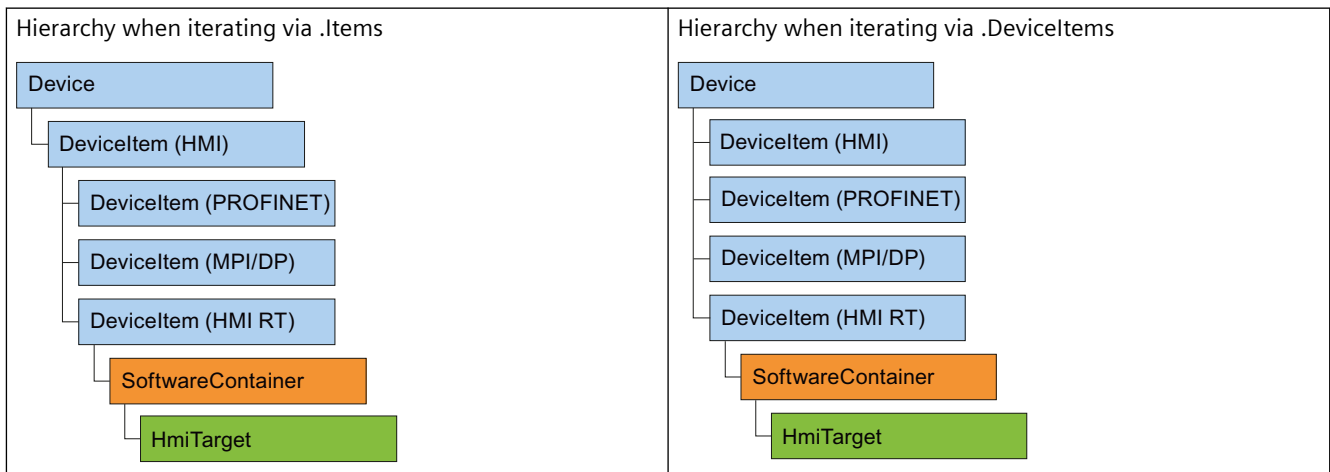 Hierarchy when iterating via .Items
Device
DeviceItem (HMI)
DeviceItem (PROFINET)
DeviceItem (MPI/DP)
DeviceItem (HMI RT)
SoftwareContainer
HmiTarget
Hierarchy when iterating via .DeviceItems
Device
DeviceItem (HMI)
DeviceItem (PROFINET)
DeviceItem (MPI/DP)
DeviceItem (HMI RT)
SoftwareContainer
HmiTarget